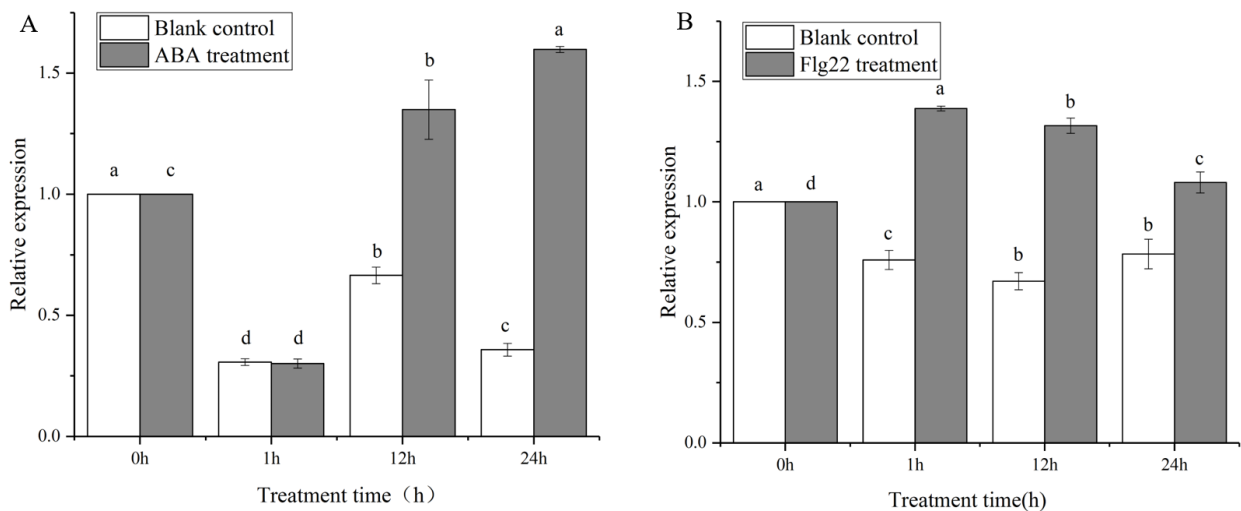 A
Blank control
ABA treatment
Relative expression
1.5
1.0
0.5
0.0
a
c
d
d
b
b
c
a
0h
1h
12h
24h
Treatment time（h）
B
Blank control
Flg22 treatment
Relative expression
1.5
1.0
0.5
0.0
a
d
c
a
b
b
b
c
0h
1h
12h
24h
Treatment time(h)